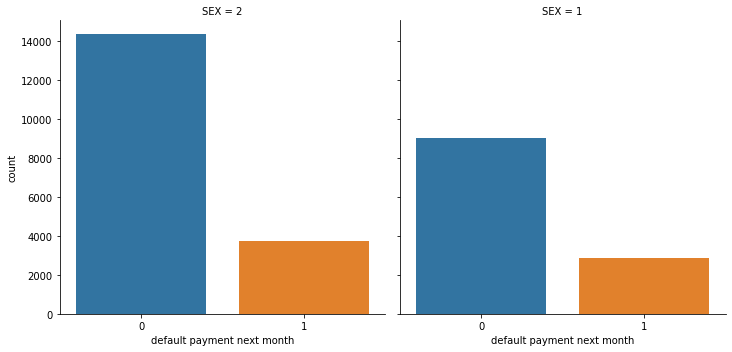 SEX = 2
SEX = 1
14000
12000
10000
8000
6000
4000
2000
0
count
0
1
0
1
default payment next month
default payment next month